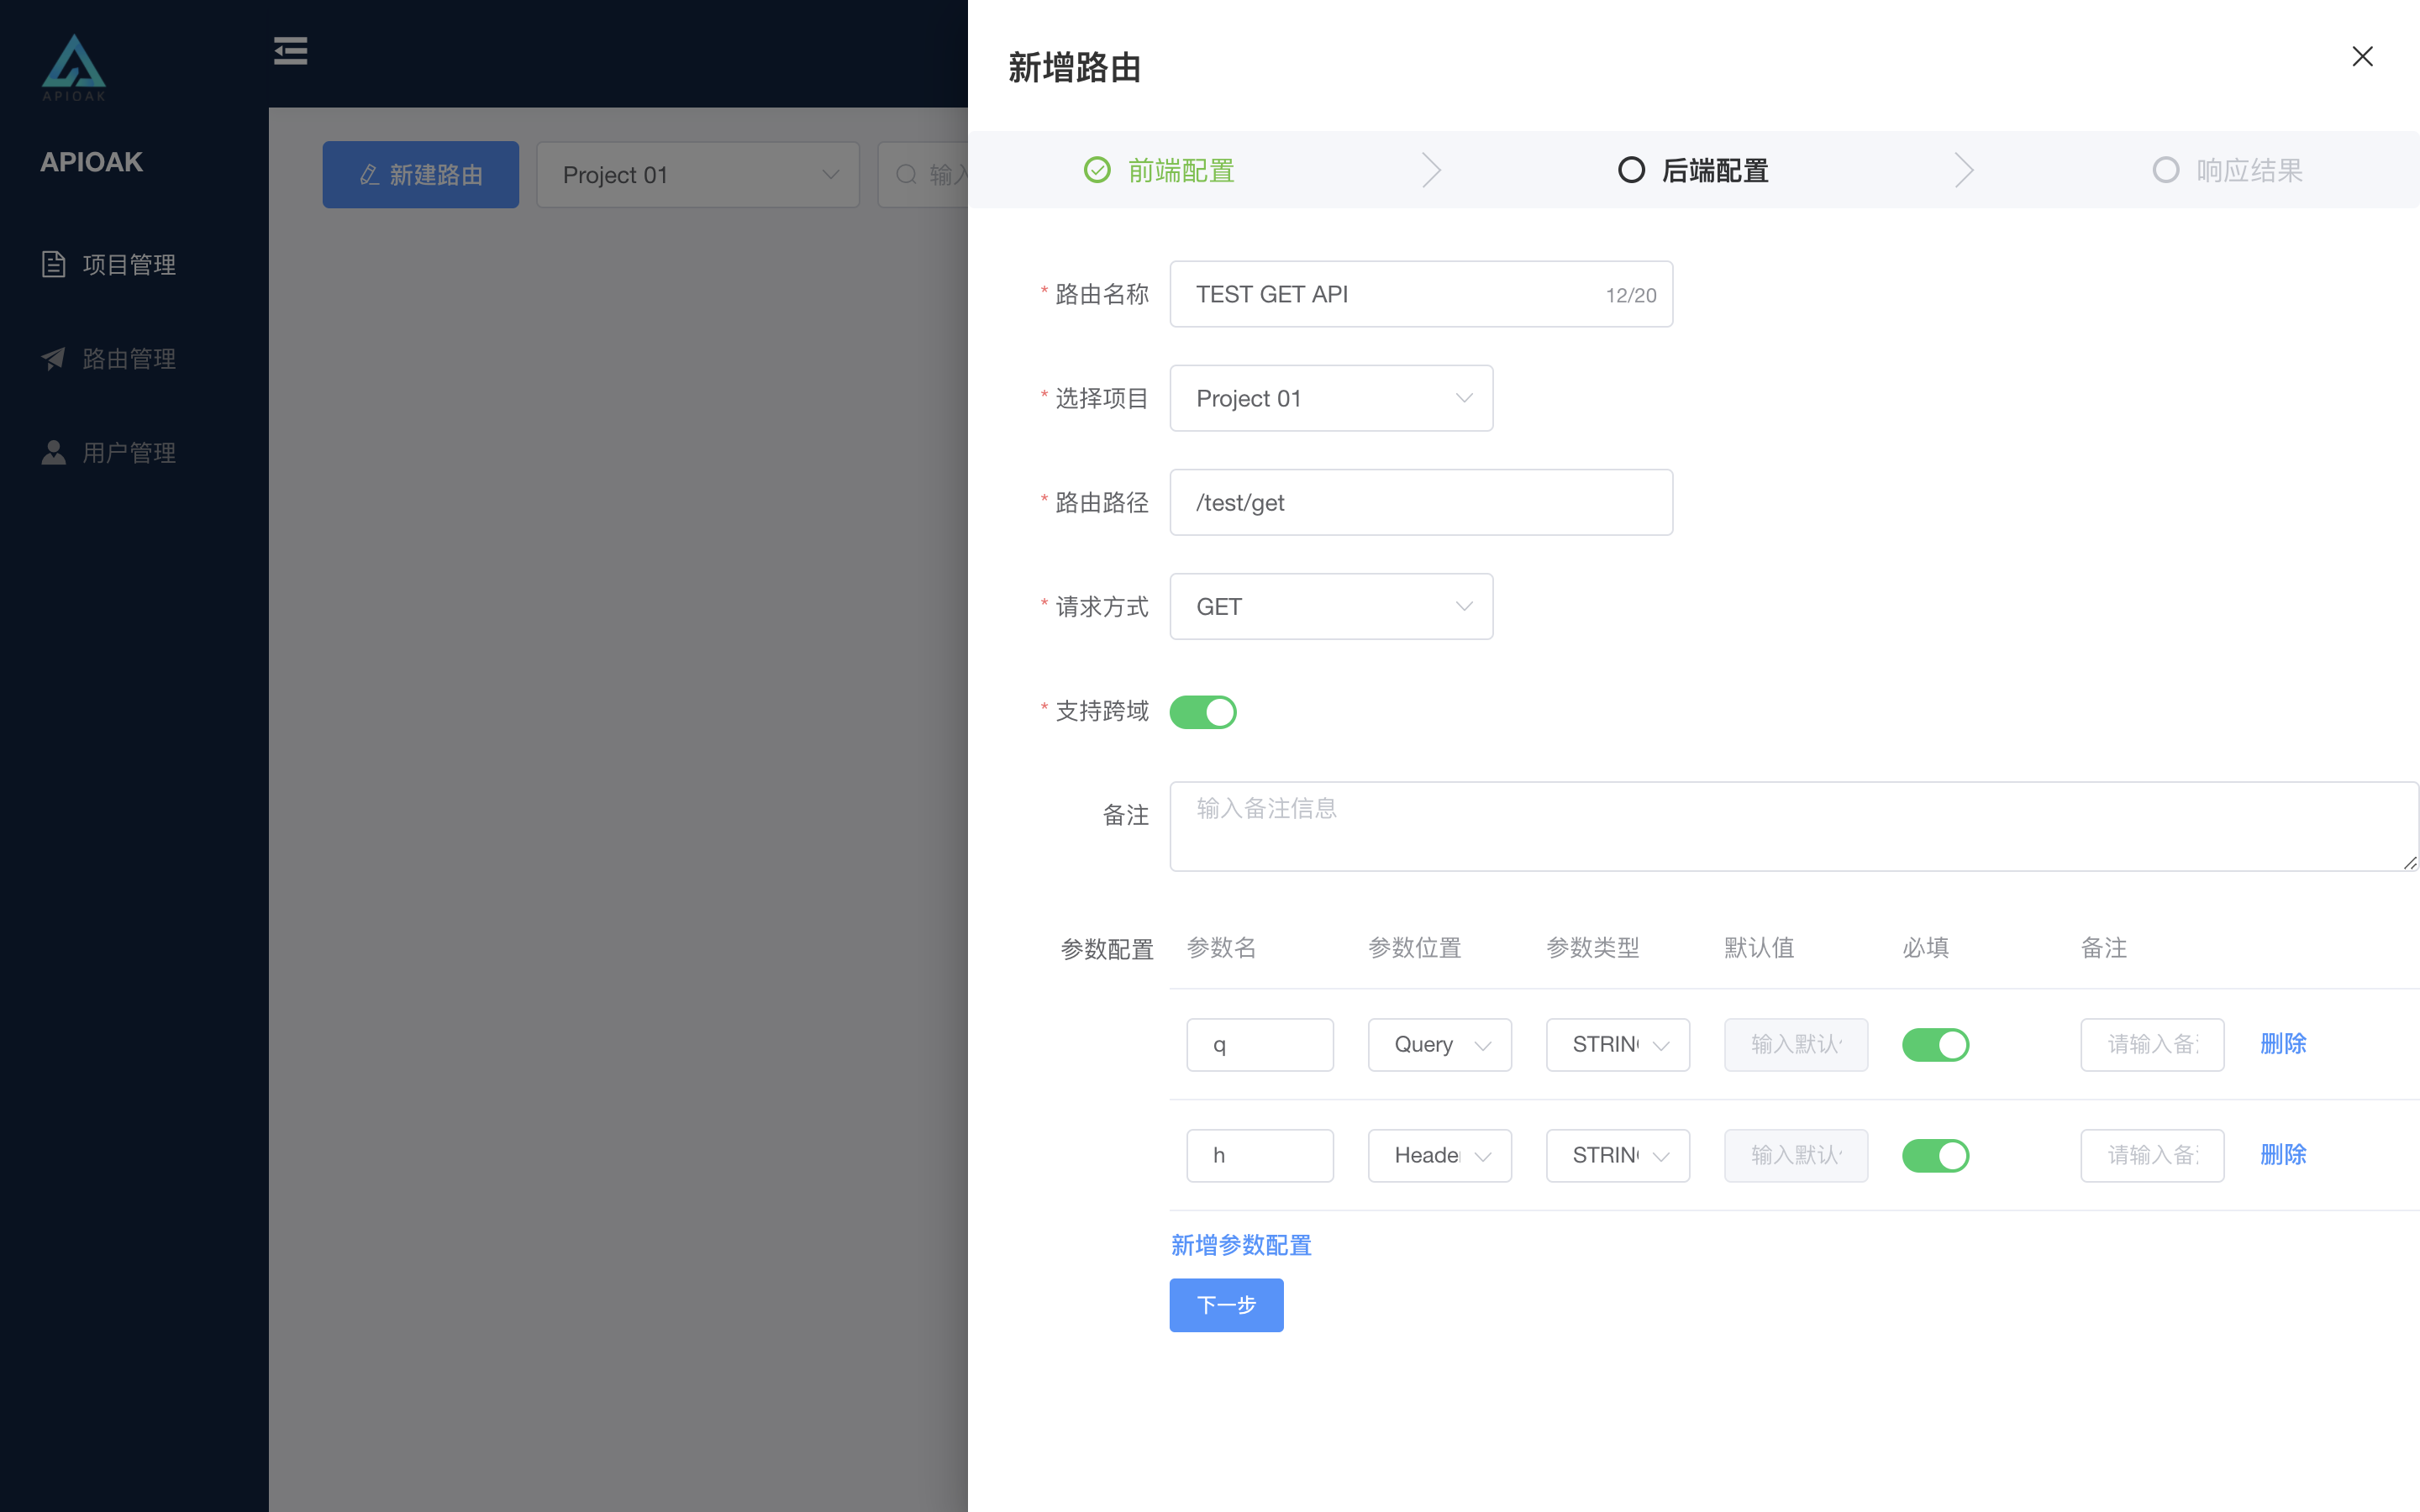 APIOAK
APIOAK
项目管理
路由管理
用户管理
新建路由
Project 01
输入
新增路由
前端配置
后端配置
响应结果
* 路由名称
TEST GET API
12/20
* 选择项目
Project 01
* 路由路径
/test/get
* 请求方式
GET
* 支持跨域
备注
输入备注信息
参数配置 参数名 参数位置 参数类型 默认值 必填 备注
q Query STRIN 输入默认 请输入备 删除
h Heade STRIN 输入默认 请输入备 删除
新增参数配置
下一步